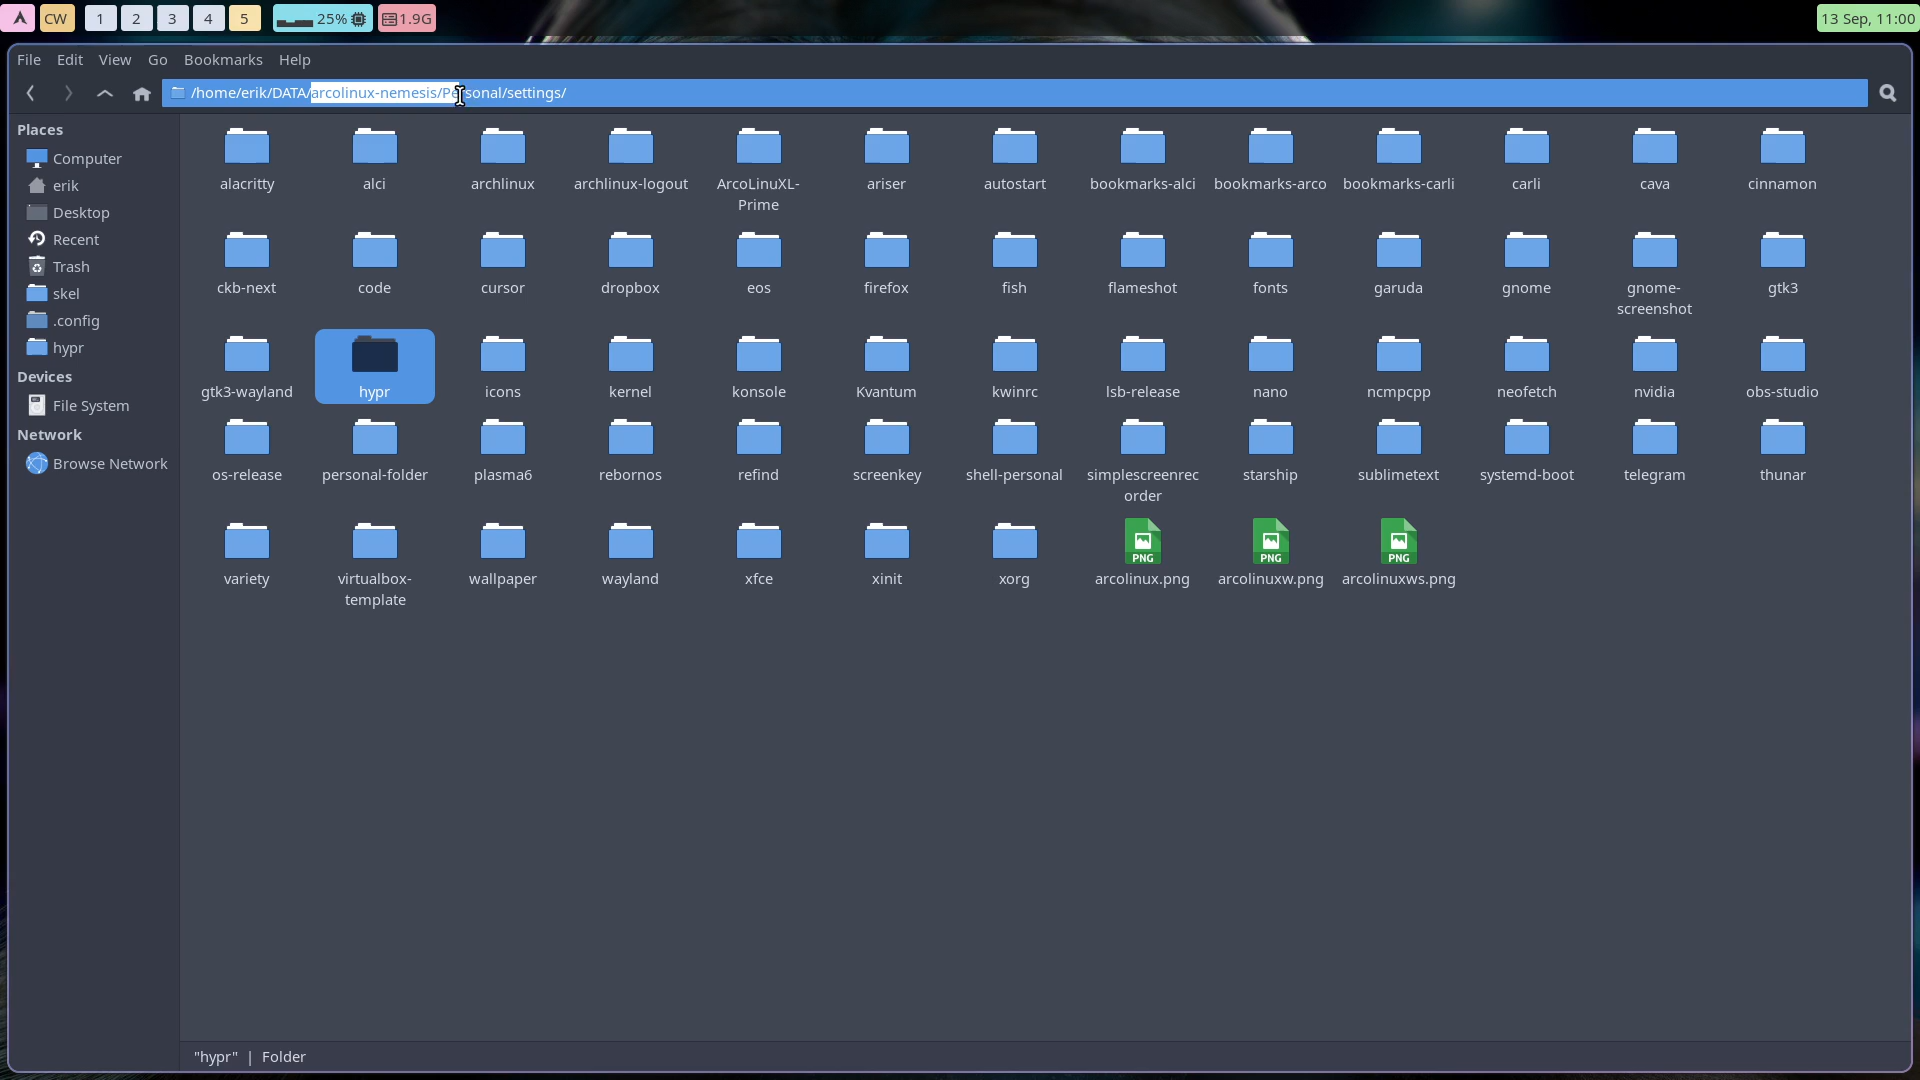 CW 1 2 3 4 5 25% 1.9G 13 Sep, 11:00
File Edit View Go Bookmarks Help
/home/erik/DATA/arcolinux-nemesis/Personal/settings/
Places
Computer
erik
Desktop
Recent
Trash
skel
.config
hypr
Devices
File System
Network
Browse Network
alacritty alci archlinux archlinux-logout ArcoLinuXL- ariser autostart bookmarks-alci bookmarks-arco bookmarks-carli carli cava cinnamon
Prime
ckb-next code cursor dropbox eos firefox fish flameshot fonts garuda gnome gnome- gtk3
screenshot
gtk3-wayland hypr icons kernel konsole Kvantum kwinrc lsb-release nano ncmpcpp neofetch nvidia obs-studio
os-release personal-folder plasma6 rebornos refind screenkey shell-personal simplescreenrec starship sublimetext systemd-boot telegram thunar
order
PNG PNG PNG
variety virtualbox- wallpaper wayland xfce xinit xorg arcolinux.png arcolinuxw.png arcolinuxws.png
template
"hypr" | Folder